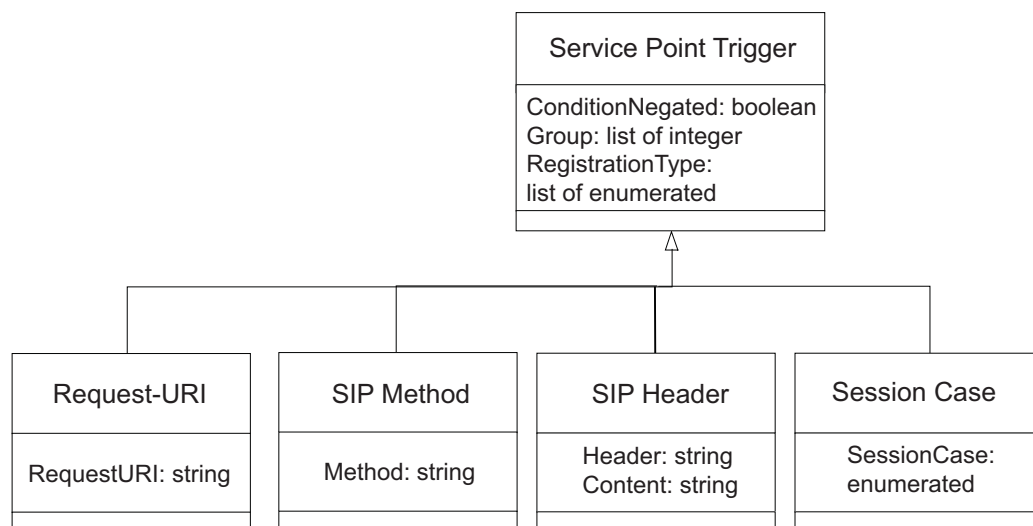 Service Point Trigger
ConditionNegated: boolean
Group: list of integer
RegistrationType:
list of enumerated
Request-URI
RequestURI: string
SIP Method
Method: string
SIP Header
Header: string
Content: string
Session Case
SessionCase:
enumerated